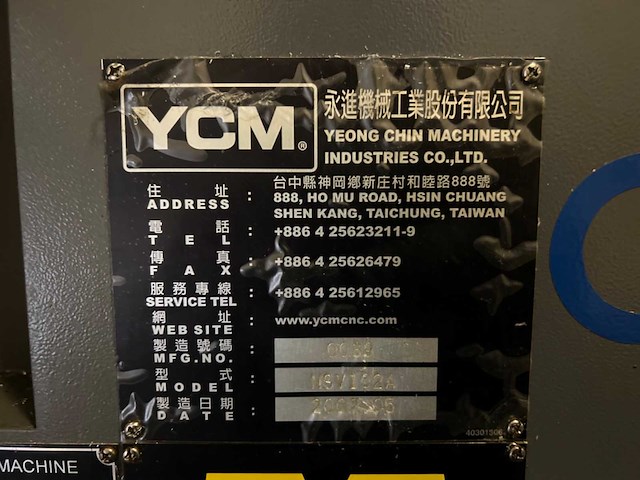 YCM®
永進機械工業股份有限公司
YEONG CHIN MACHINERY
INDUSTRIES CO.,LTD.
住址 : 台中縣神岡鄉新庄村和睦路888號
ADDRESS 888, HO MU ROAD, HSIN CHUANG
SHEN KANG, TAICHUNG, TAIWAN
電話 : +886 4 25623211-9
TEL
傳真 : +886 4 25626479
FAX
服務專線 : +886 4 25612965
SERVICE TEL
網址 : www.ycmcnc.com
WEB SITE
製造號碼 :
MFG.NO.
型式 :
MODEL
製造日期 :
DATE
40301506
MACHINE